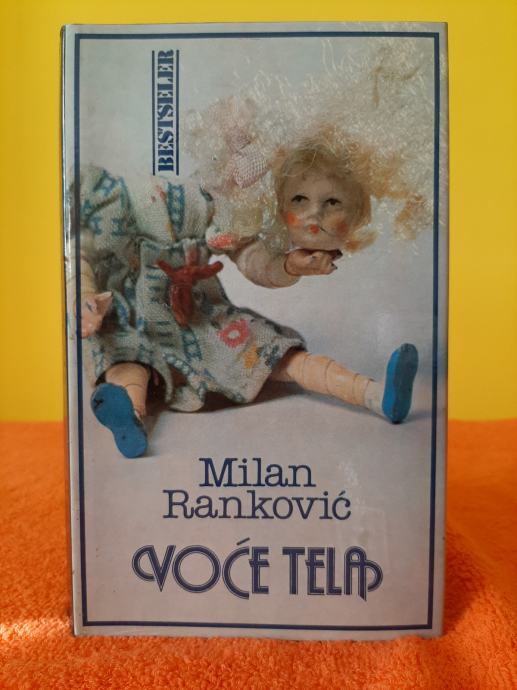 BESTSELER
Milan
Ranković
VOĆE TELA